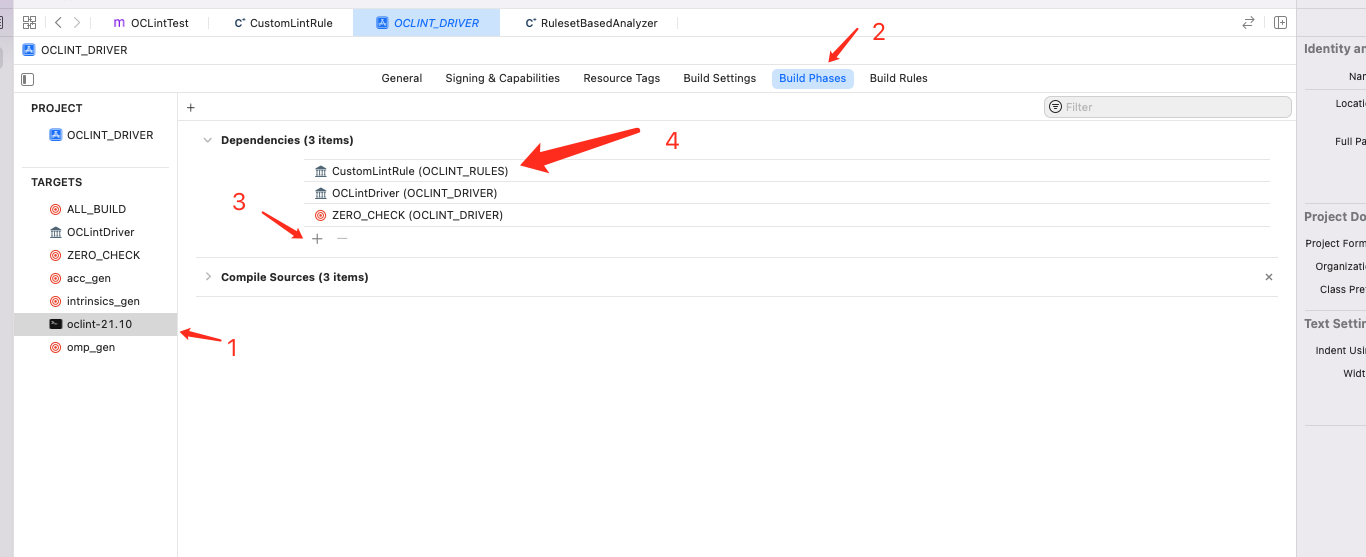 m OCLintTest
C+ CustomLintRule
OCLINT_DRIVER
C+ RulesetBasedAnalyzer
2
OCLINT_DRIVER
Identity an
General
Signing & Capabilities
Resource Tags
Build Settings
Build Phases
Build Rules
Nar
PROJECT
+
Filter
Locatio
OCLINT_DRIVER
Dependencies (3 items)
4
Full Pa
CustomLintRule (OCLINT_RULES)
TARGETS
OCLintDriver (OCLINT_DRIVER)
ALL_BUILD
3
ZERO_CHECK (OCLINT_DRIVER)
Project Do
OCLintDriver
+ −
Project Form
ZERO_CHECK
Organizatio
acc_gen
Compile Sources (3 items)
×
Class Pref
intrinsics_gen
oclint-21.10
Text Settin
1
omp_gen
Indent Usin
Widt